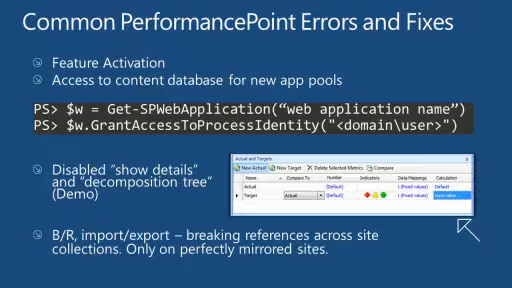 Common PerformancePoint Errors and Fixes
Feature Activation
Access to content database for new app pools
PS> $w = Get-SPWebApplication(“web application name”)
PS> $w.GrantAccessToProcessIdentity("<domain\user>")
Disabled “show details”
and “decomposition tree”
(Demo)
Actual and Targets
New Actual New Target Delete Selected Metrics Compare
Name Compare To Number Indicators Data Mappings Calculation
Actual (Default) 1 (Fixed values) Default
Target Actual (Default) 1 (Fixed values) Data value
B/R, import/export – breaking references across site
collections. Only on perfectly mirrored sites.